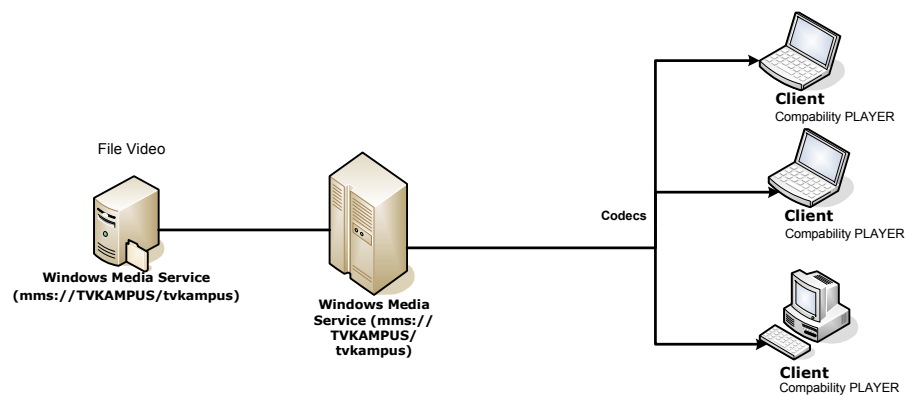 File Video
Windows Media Service
(mms://TVKAMPUS/tvkampus)
Windows Media
Service (mms://
TVKAMPUS/
tvkampus)
Codecs
Client
Compability PLAYER
Client
Compability PLAYER
Client
Compability PLAYER